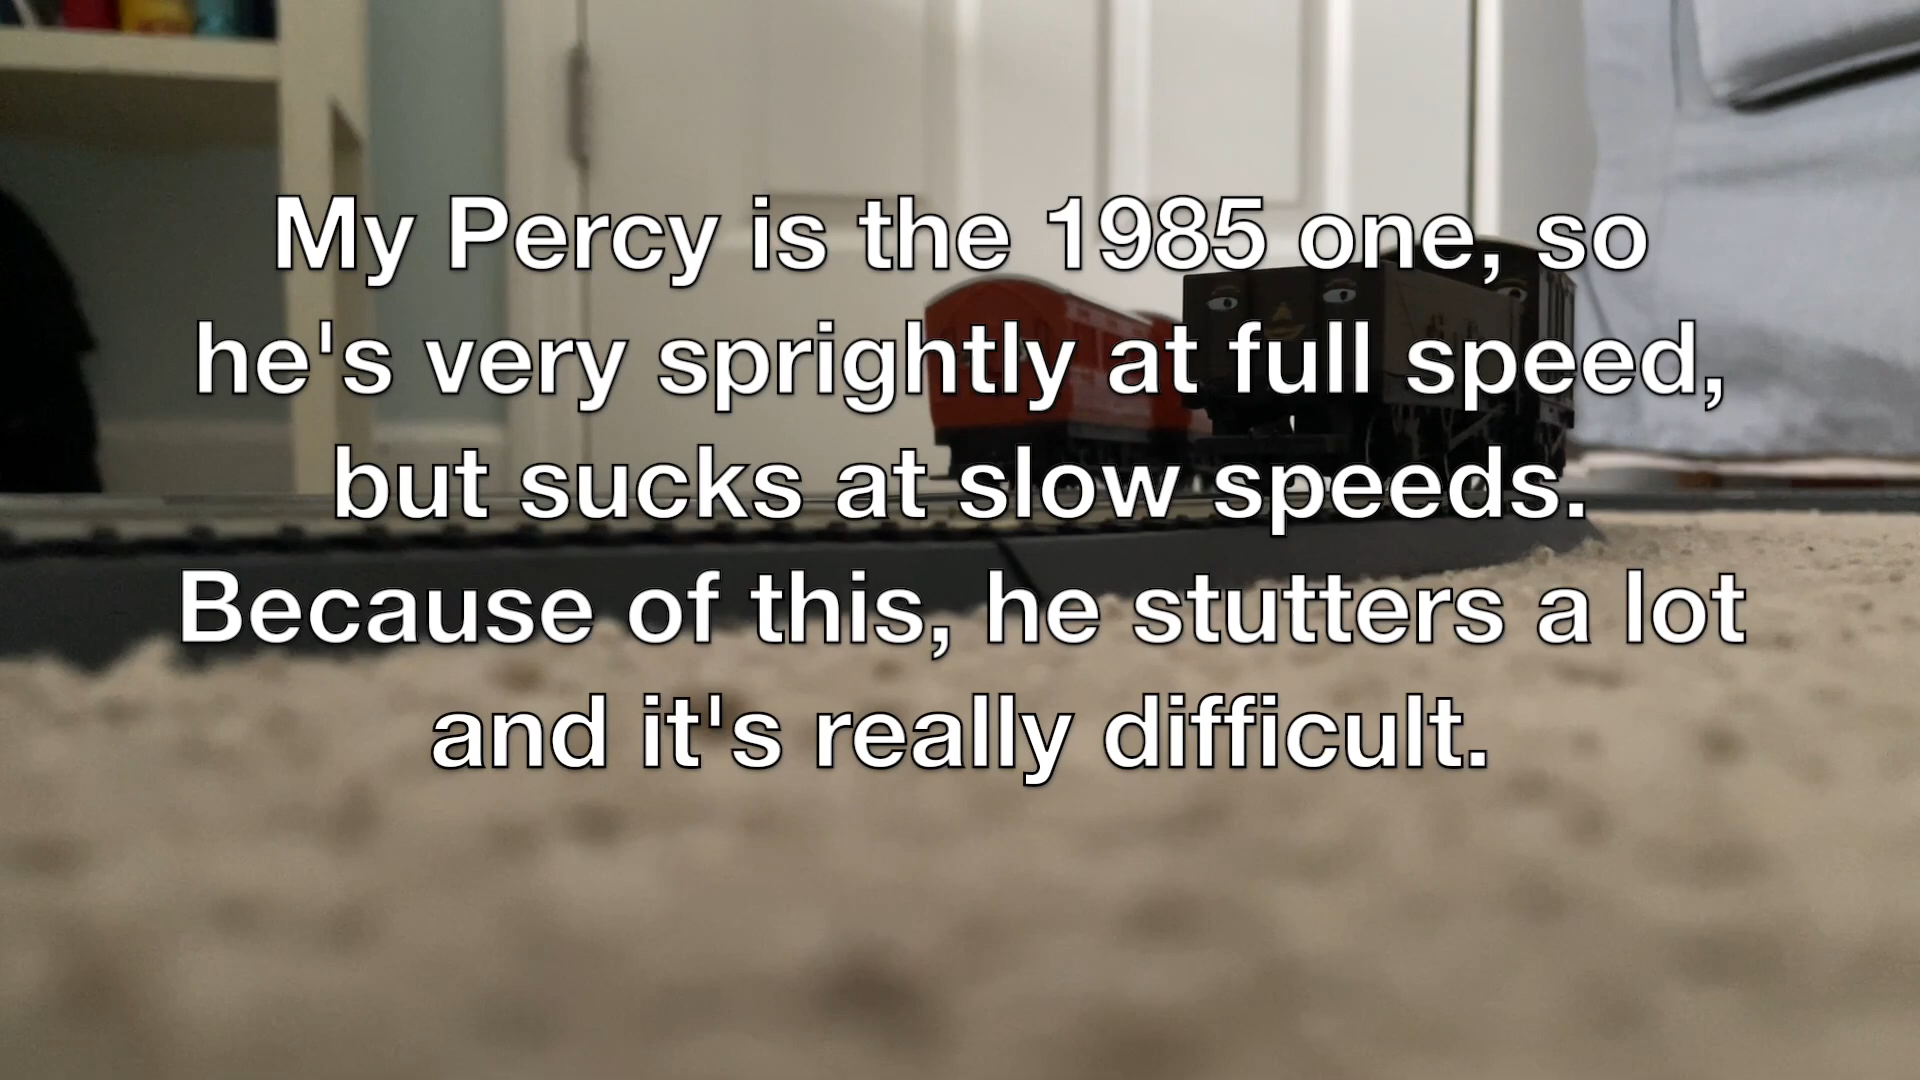 My Percy is the 1985 one, so
he's very sprightly at full speed,
but sucks at slow speeds.
Because of this, he stutters a lot
and it's really difficult.